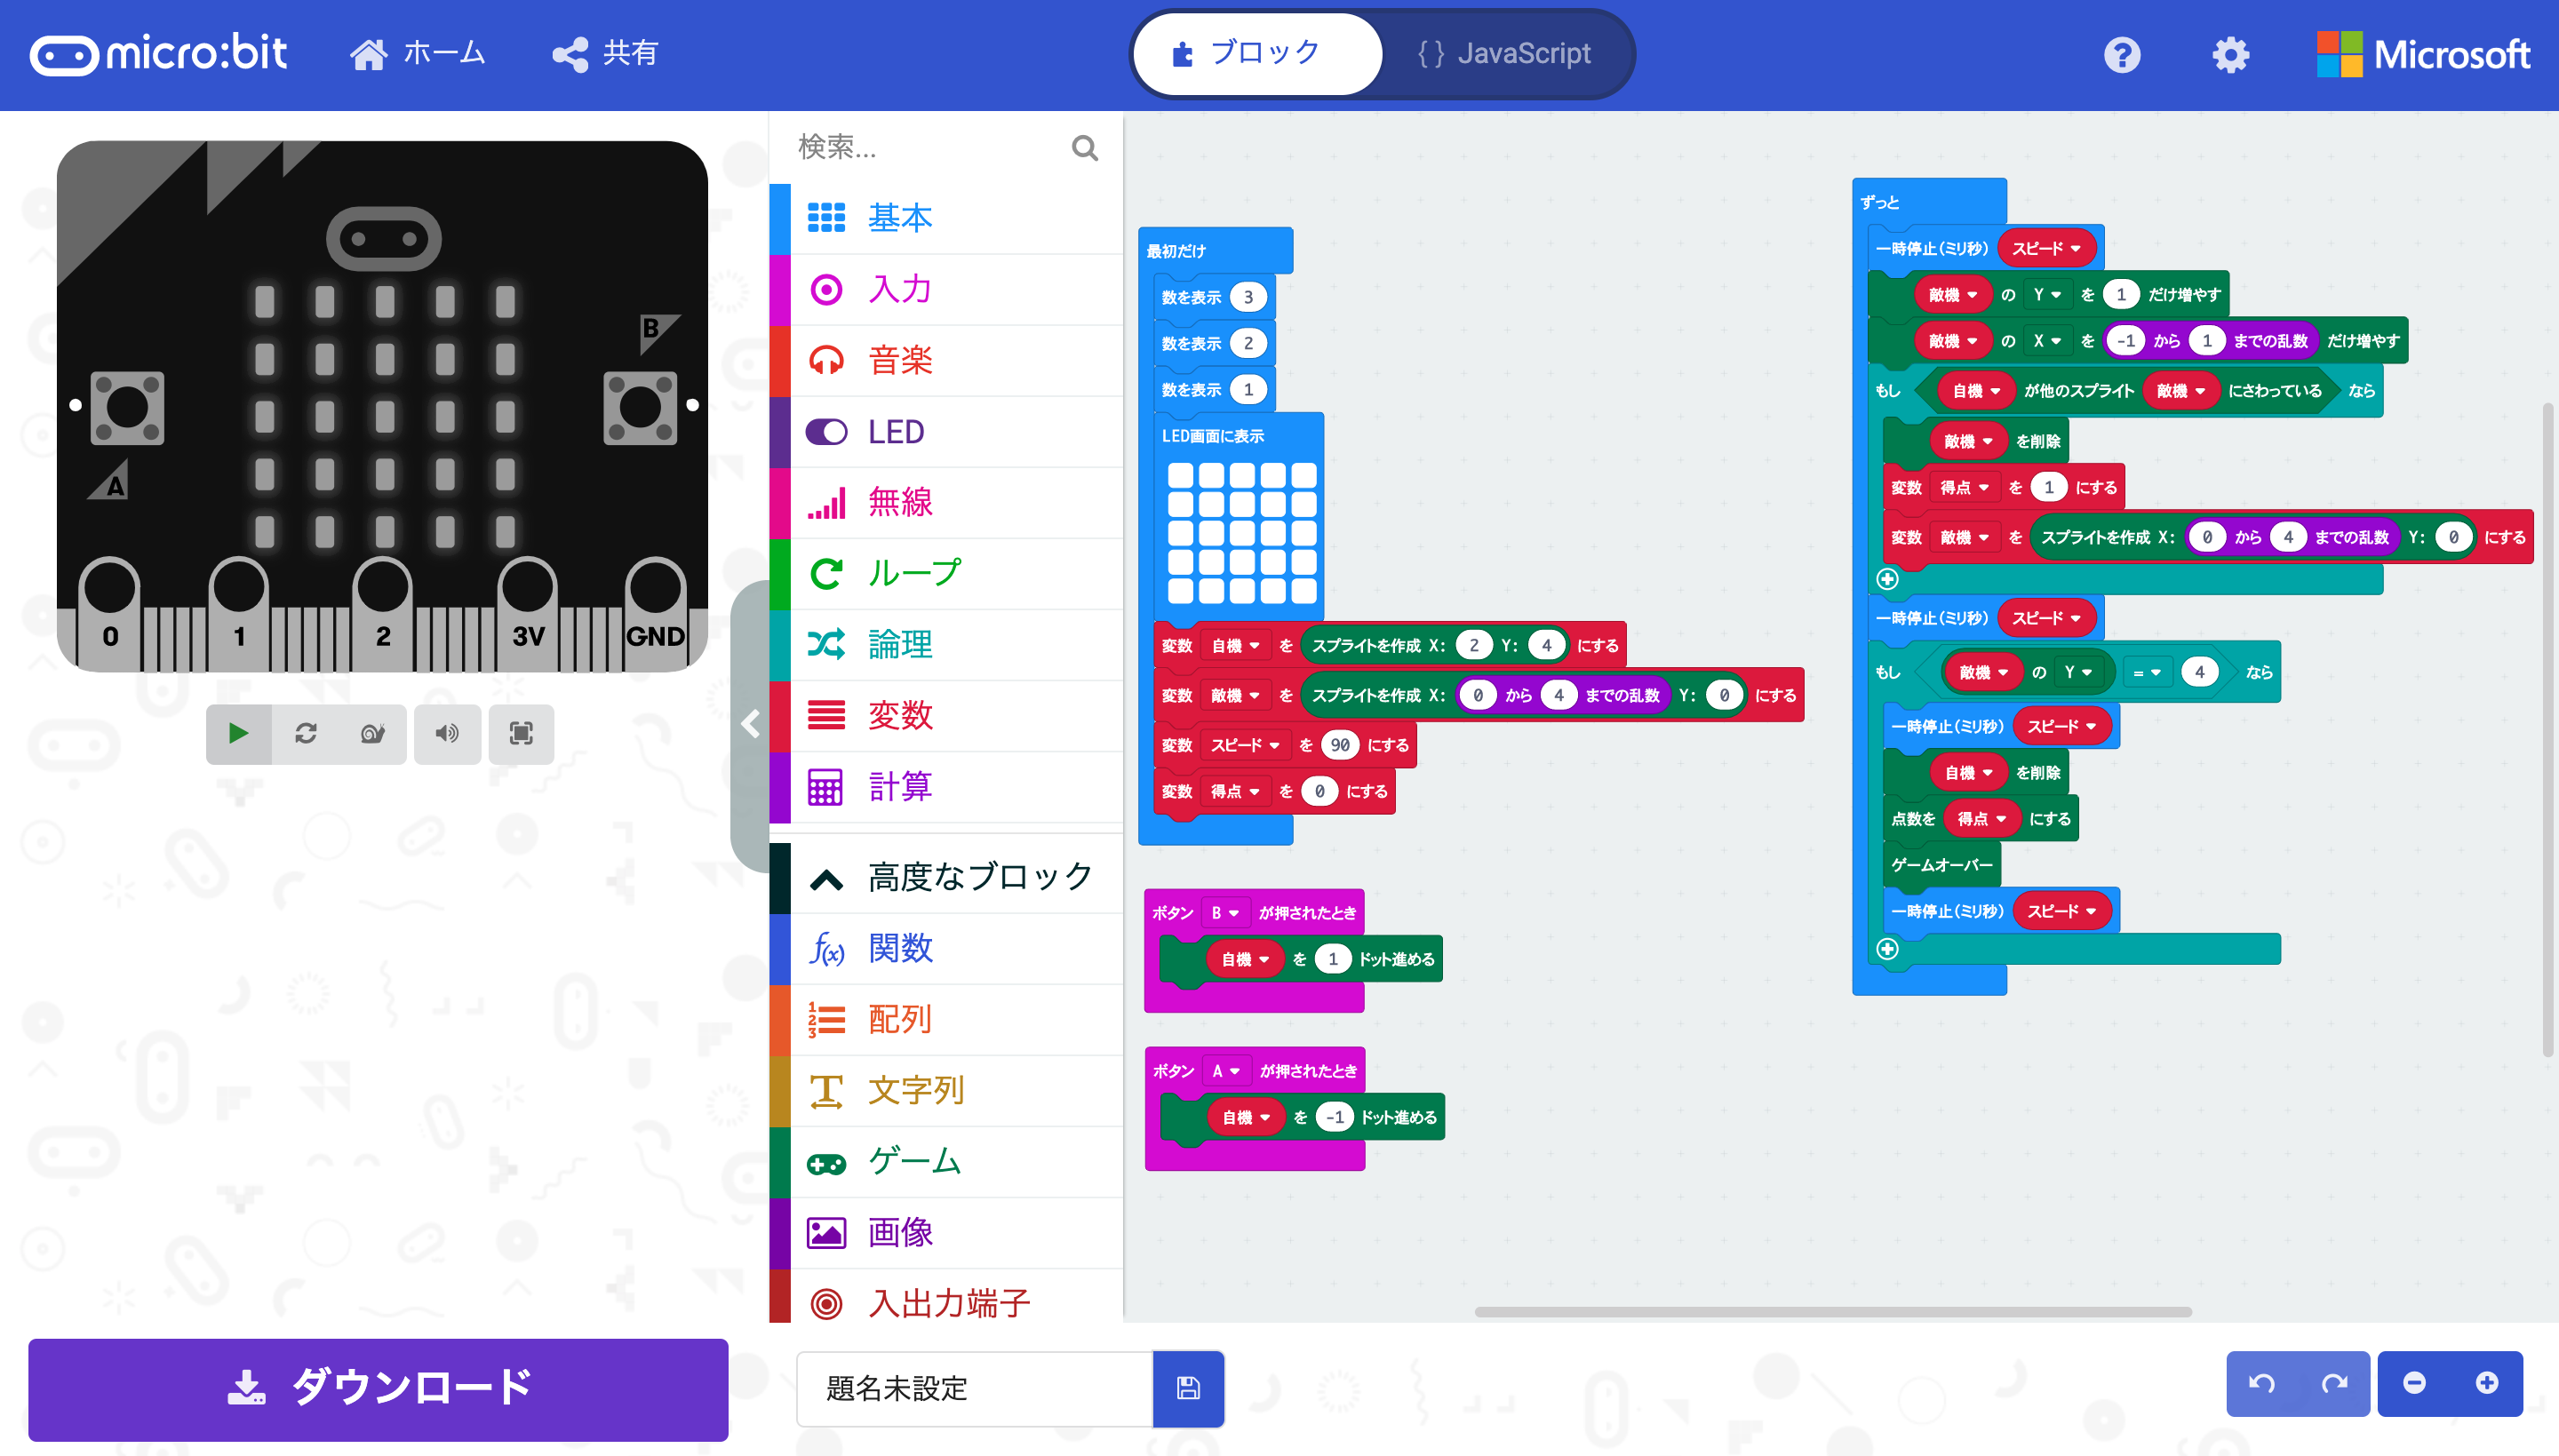 micro:bit
ホーム
共有
ブロック
{ } JavaScript
Microsoft
B
A
0 1 2 3V GND
ダウンロード
検索...
基本
入力
音楽
LED
無線
ループ
論理
変数
計算
高度なブロック
関数
配列
文字列
ゲーム
画像
入出力端子
題名未設定
最初だけ
数を表示 3
数を表示 2
数を表示 1
LED画面に表示
変数 自機 を スプライトを作成 X: 2 Y: 4 にする
変数 敵機 を スプライトを作成 X: 0 から 4 までの乱数 Y: 0 にする
変数 スピード を 90 にする
変数 得点 を 0 にする
ボタン B が押されたとき
自機 を 1 ドット進める
ボタン A が押されたとき
自機 を -1 ドット進める
ずっと
一時停止(ミリ秒) スピード
敵機 の Y を 1 だけ増やす
敵機 の X を -1 から 1 までの乱数 だけ増やす
もし 自機 が他のスプライト 敵機 にさわっている なら
敵機 を削除
変数 得点 を 1 にする
変数 敵機 を スプライトを作成 X: 0 から 4 までの乱数 Y: 0 にする
一時停止(ミリ秒) スピード
もし 敵機 の Y = 4 なら
一時停止(ミリ秒) スピード
自機 を削除
点数を 得点 にする
ゲームオーバー
一時停止(ミリ秒) スピード